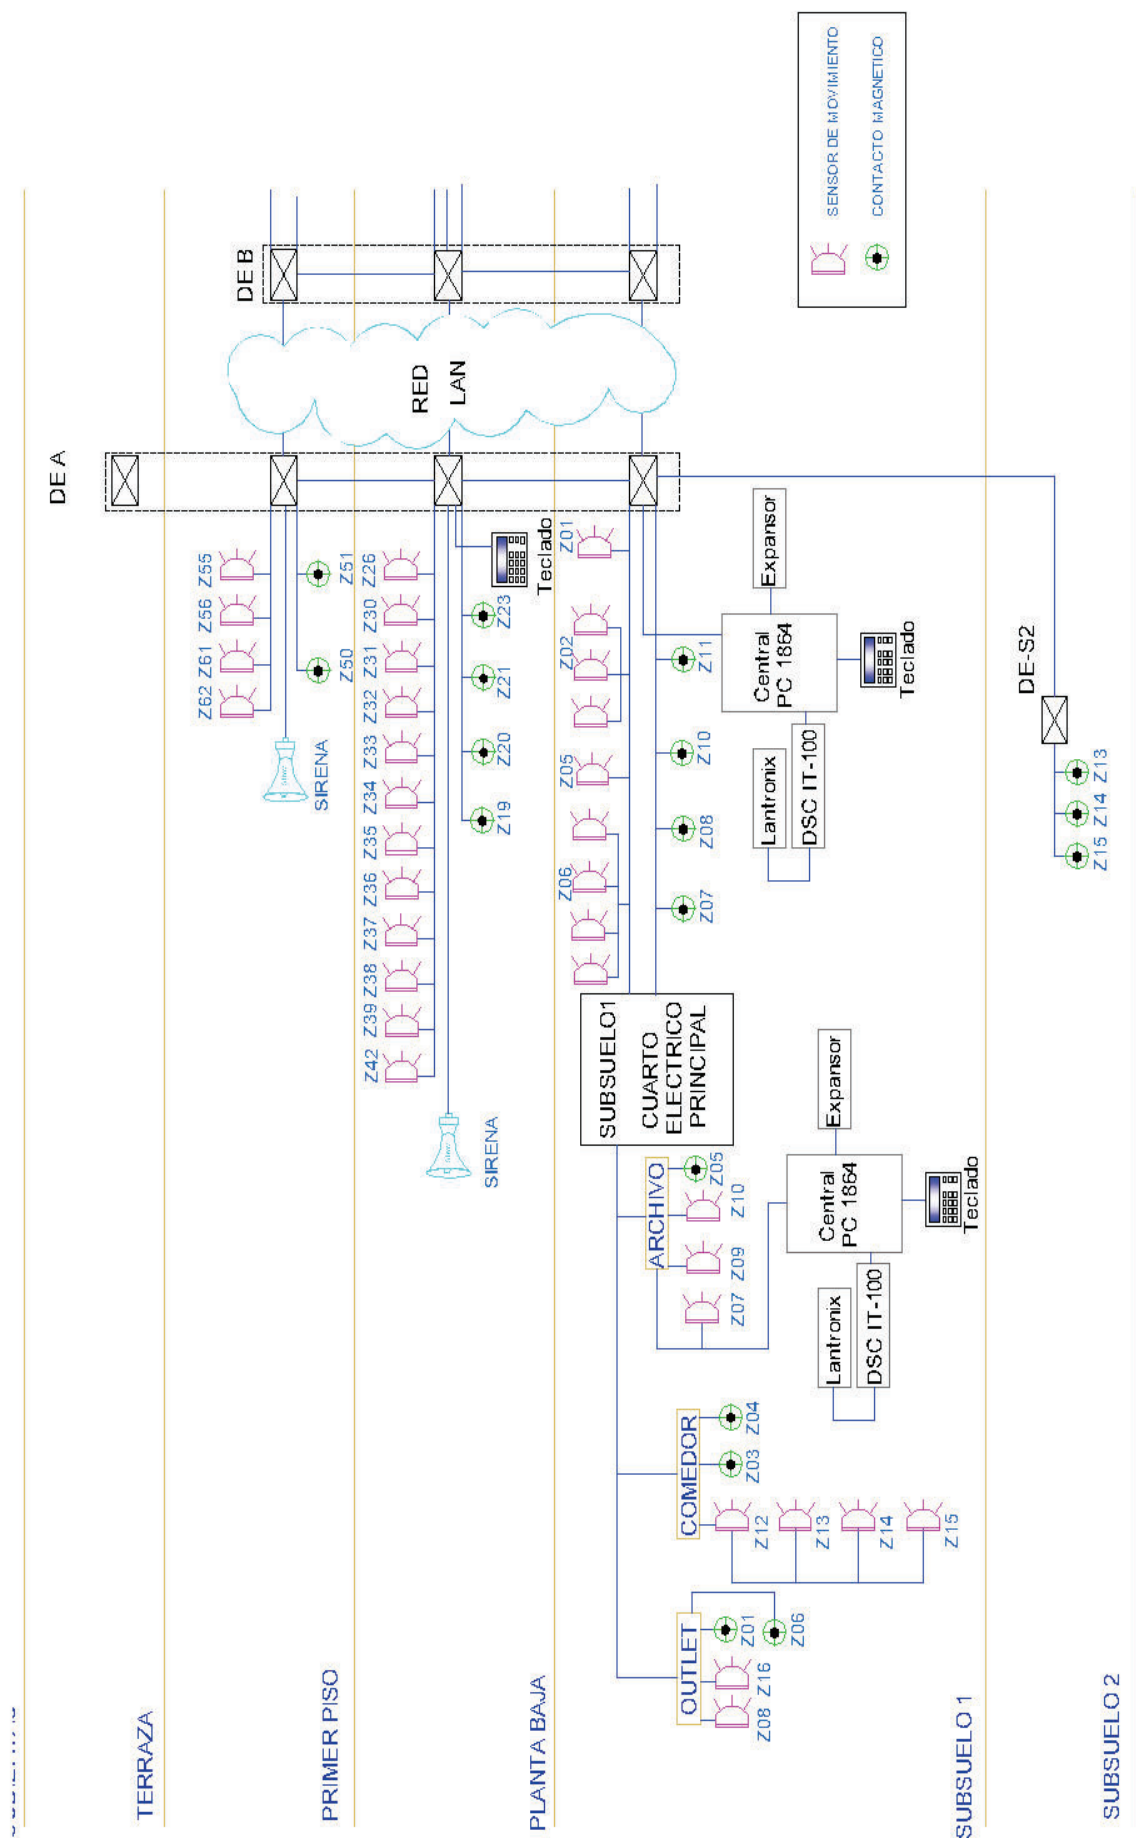 TERRAZA
PRIMER PISO
PLANTA BAJA
SUBSUELO 1
SUBSUELO 2
DE A
DE B
RED
LAN
Z62
Z61
Z56
Z55
SIRENA
Z50
Z51
Z42
Z39
Z38
Z37
Z36
Z35
Z34
Z33
Z32
Z31
Z30
Z26
SIRENA
Z19
Z20
Z21
Z23
Teclado
Z06
Z05
Z02
Z01
SUBSUELO1
CUARTO
ELECTRICO
PRINCIPAL
Z07
Z08
Z10
Z11
Central
PC 1864
Expansor
Lantronix
DSC IT-100
Teclado
OUTLET
Z08
Z16
Z01
Z06
COMEDOR
Z12
Z13
Z14
Z15
Z03
Z04
ARCHIVO
Z07
Z09
Z10
Z05
Central
PC 1864
Expansor
Lantronix
DSC IT-100
Teclado
DE-S2
Z15
Z14
Z13
SENSOR DE MOVIMIENTO
CONTACTO MAGNETICO